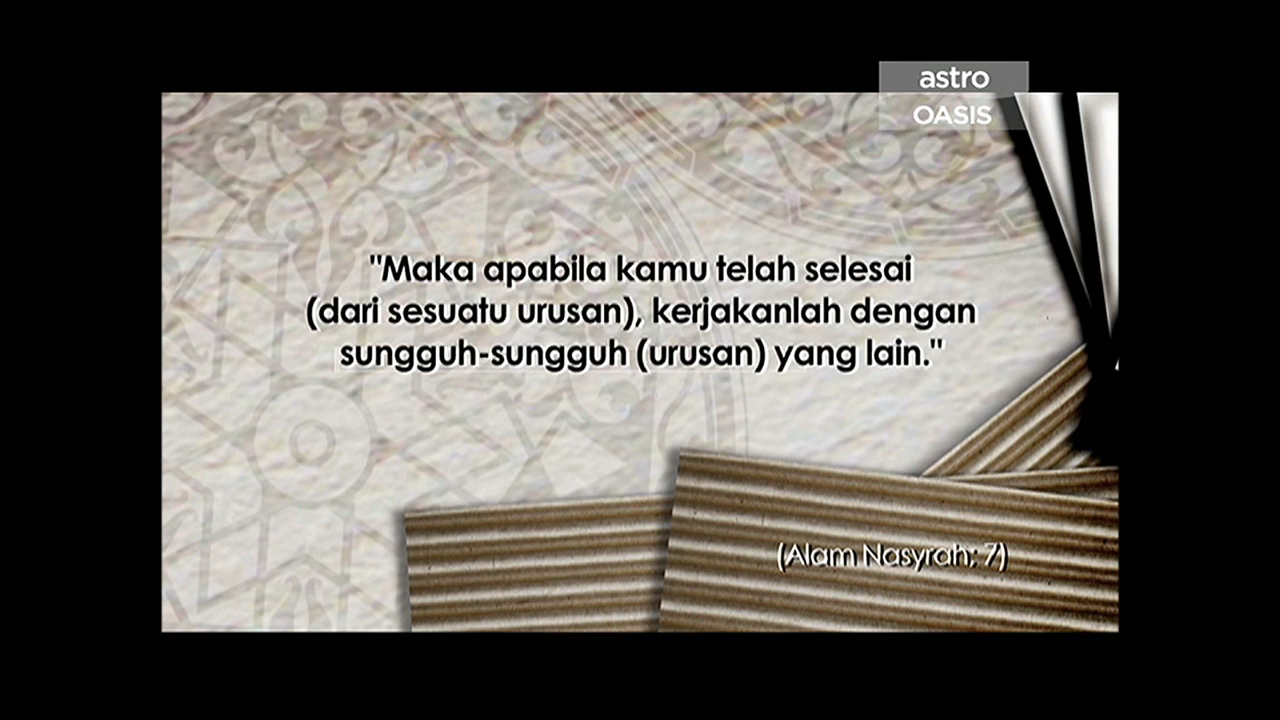 astro
OASIS
"Maka apabila kamu telah selesai
(dari sesuatu urusan), kerjakanlah dengan
sungguh-sungguh (urusan) yang lain."
(Alam Nasyrah; 7)